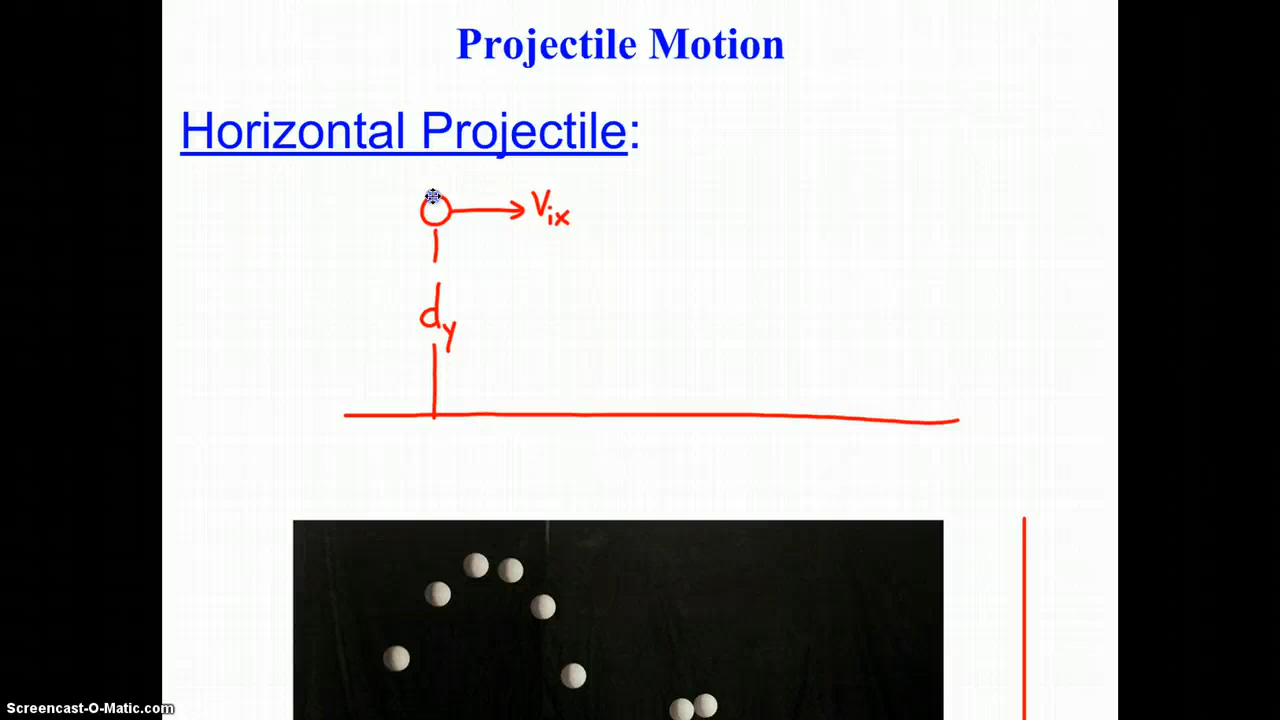 Projectile Motion
Horizontal Projectile:
Vix
dy
Screencast-O-Matic.com